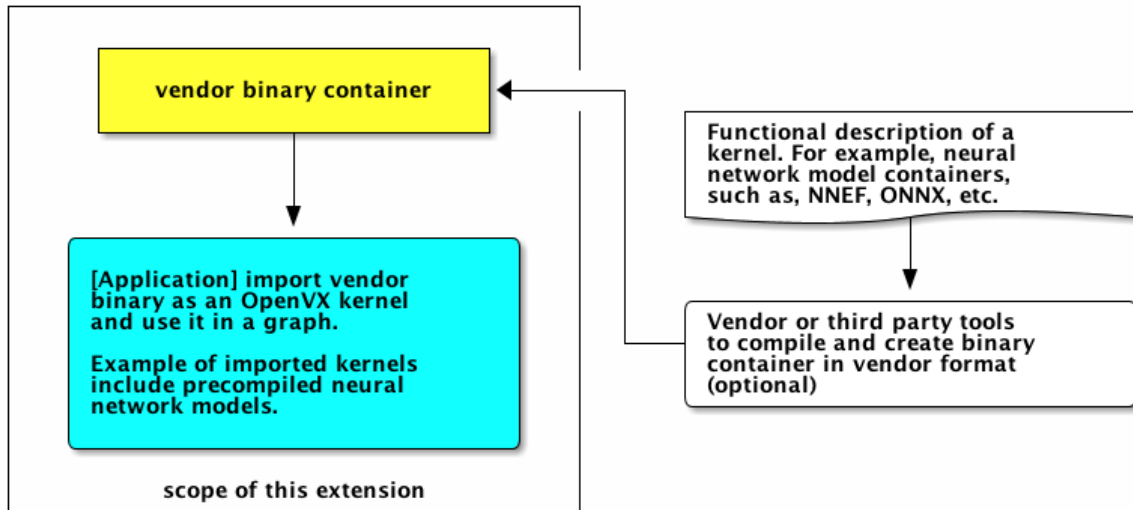 vendor binary container
[Application] import vendor
binary as an OpenVX kernel
and use it in a graph.
Example of imported kernels
include precompiled neural
network models.
scope of this extension
Functional description of a
kernel. For example, neural
network model containers,
such as, NNEF, ONNX, etc.
Vendor or third party tools
to compile and create binary
container in vendor format
(optional)